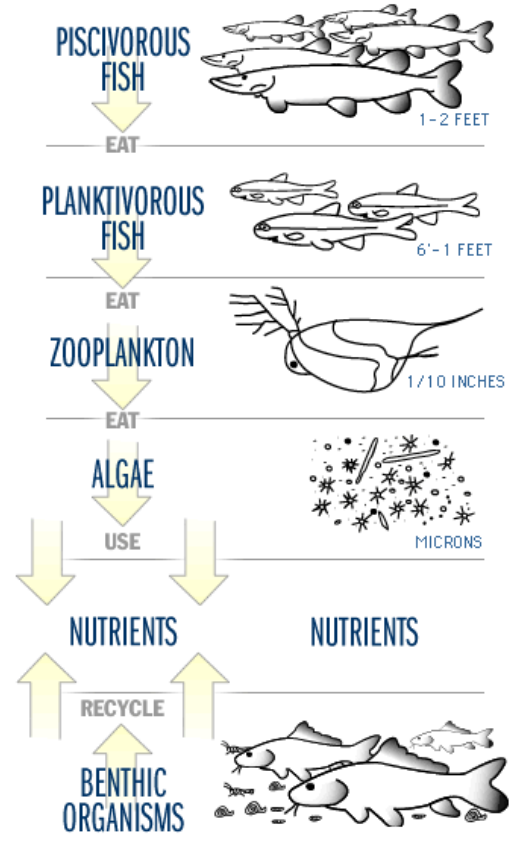 PISCIVOROUS
FISH
1-2 FEET
EAT
PLANKTIVOROUS
FISH
6'-1 FEET
EAT
ZOOPLANKTON
1/10 INCHES
EAT
ALGAE
USE
MICRONS
NUTRIENTS NUTRIENTS
RECYCLE
BENTHIC
ORGANISMS